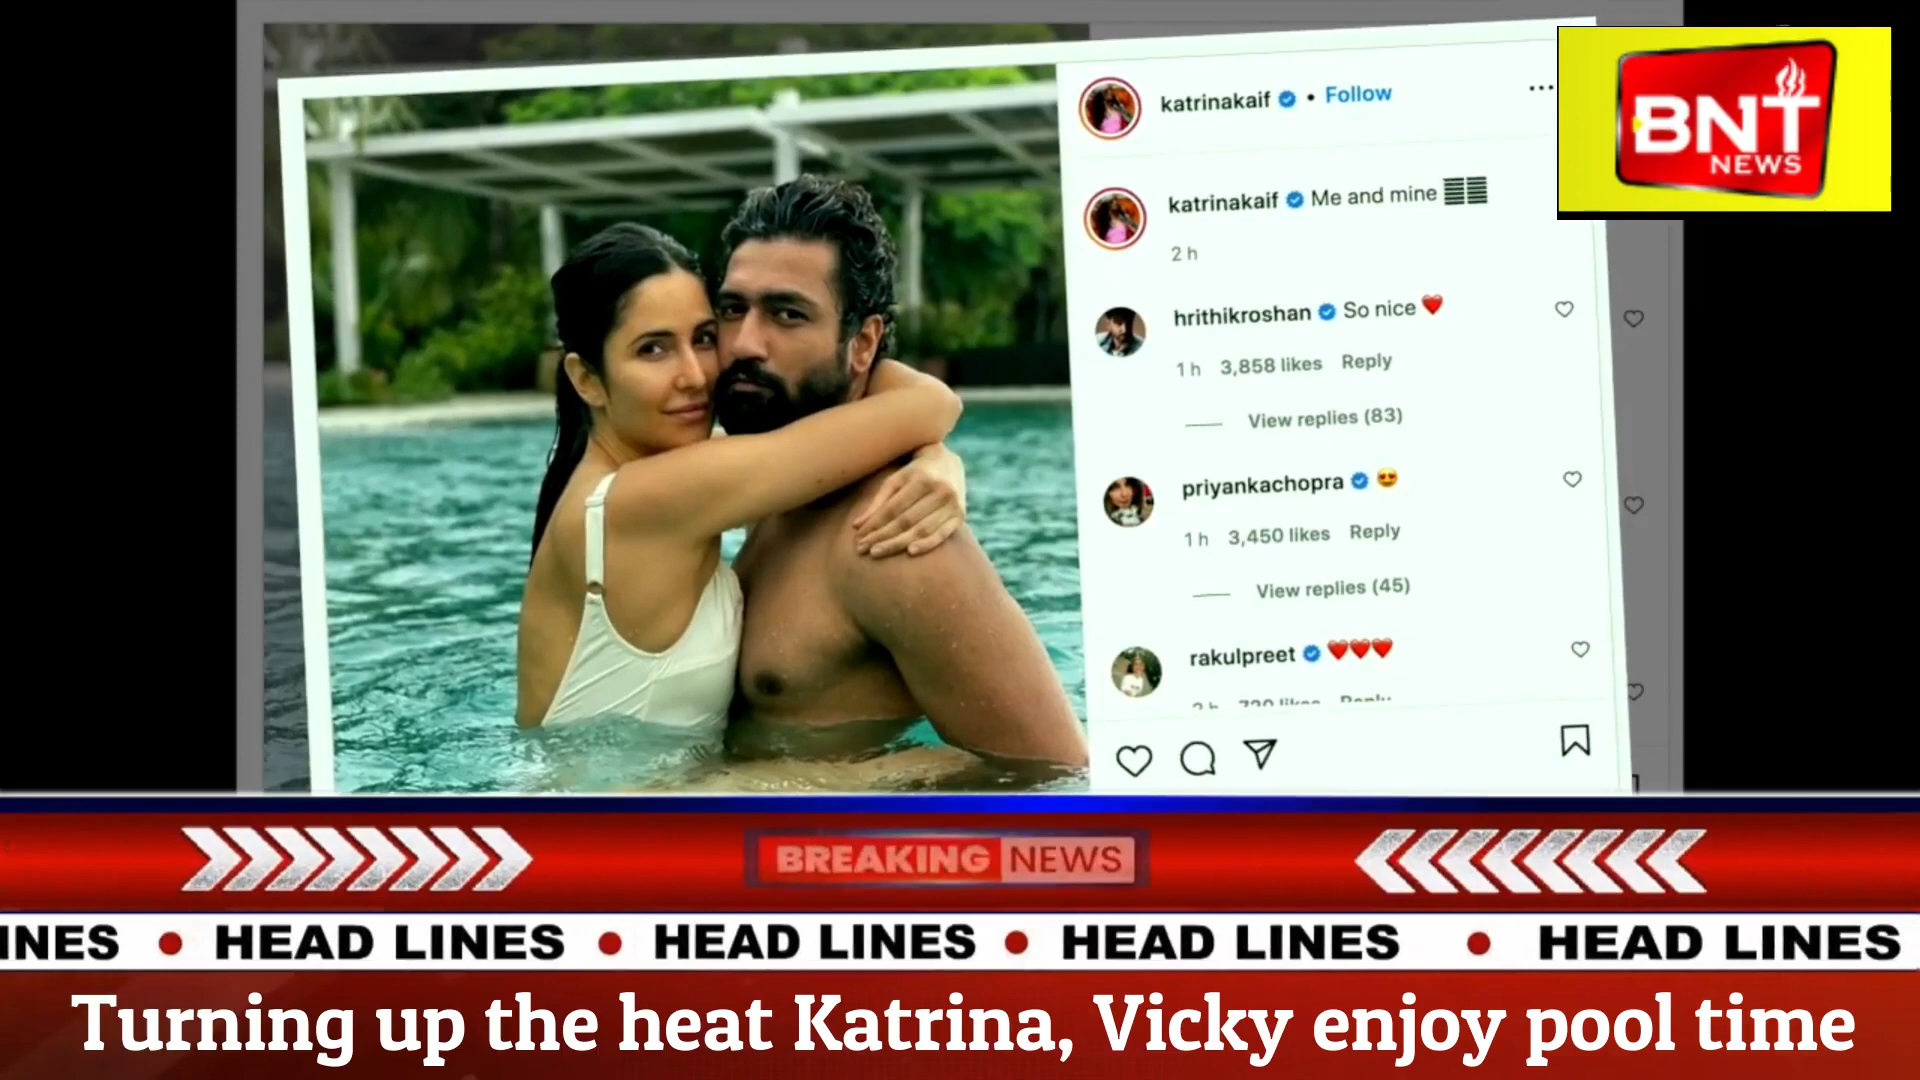 katrinakaif • Follow
BNT
NEWS
katrinakaif Me and mine
2 h
hrithikroshan So nice ❤️
1 h 3,858 likes Reply
View replies (83)
priyankachopra 😍
1 h 3,450 likes Reply
View replies (45)
rakulpreet ❤️❤️❤️
BREAKING NEWS
INES • HEAD LINES • HEAD LINES • HEAD LINES • HEAD LINES
Turning up the heat Katrina, Vicky enjoy pool time